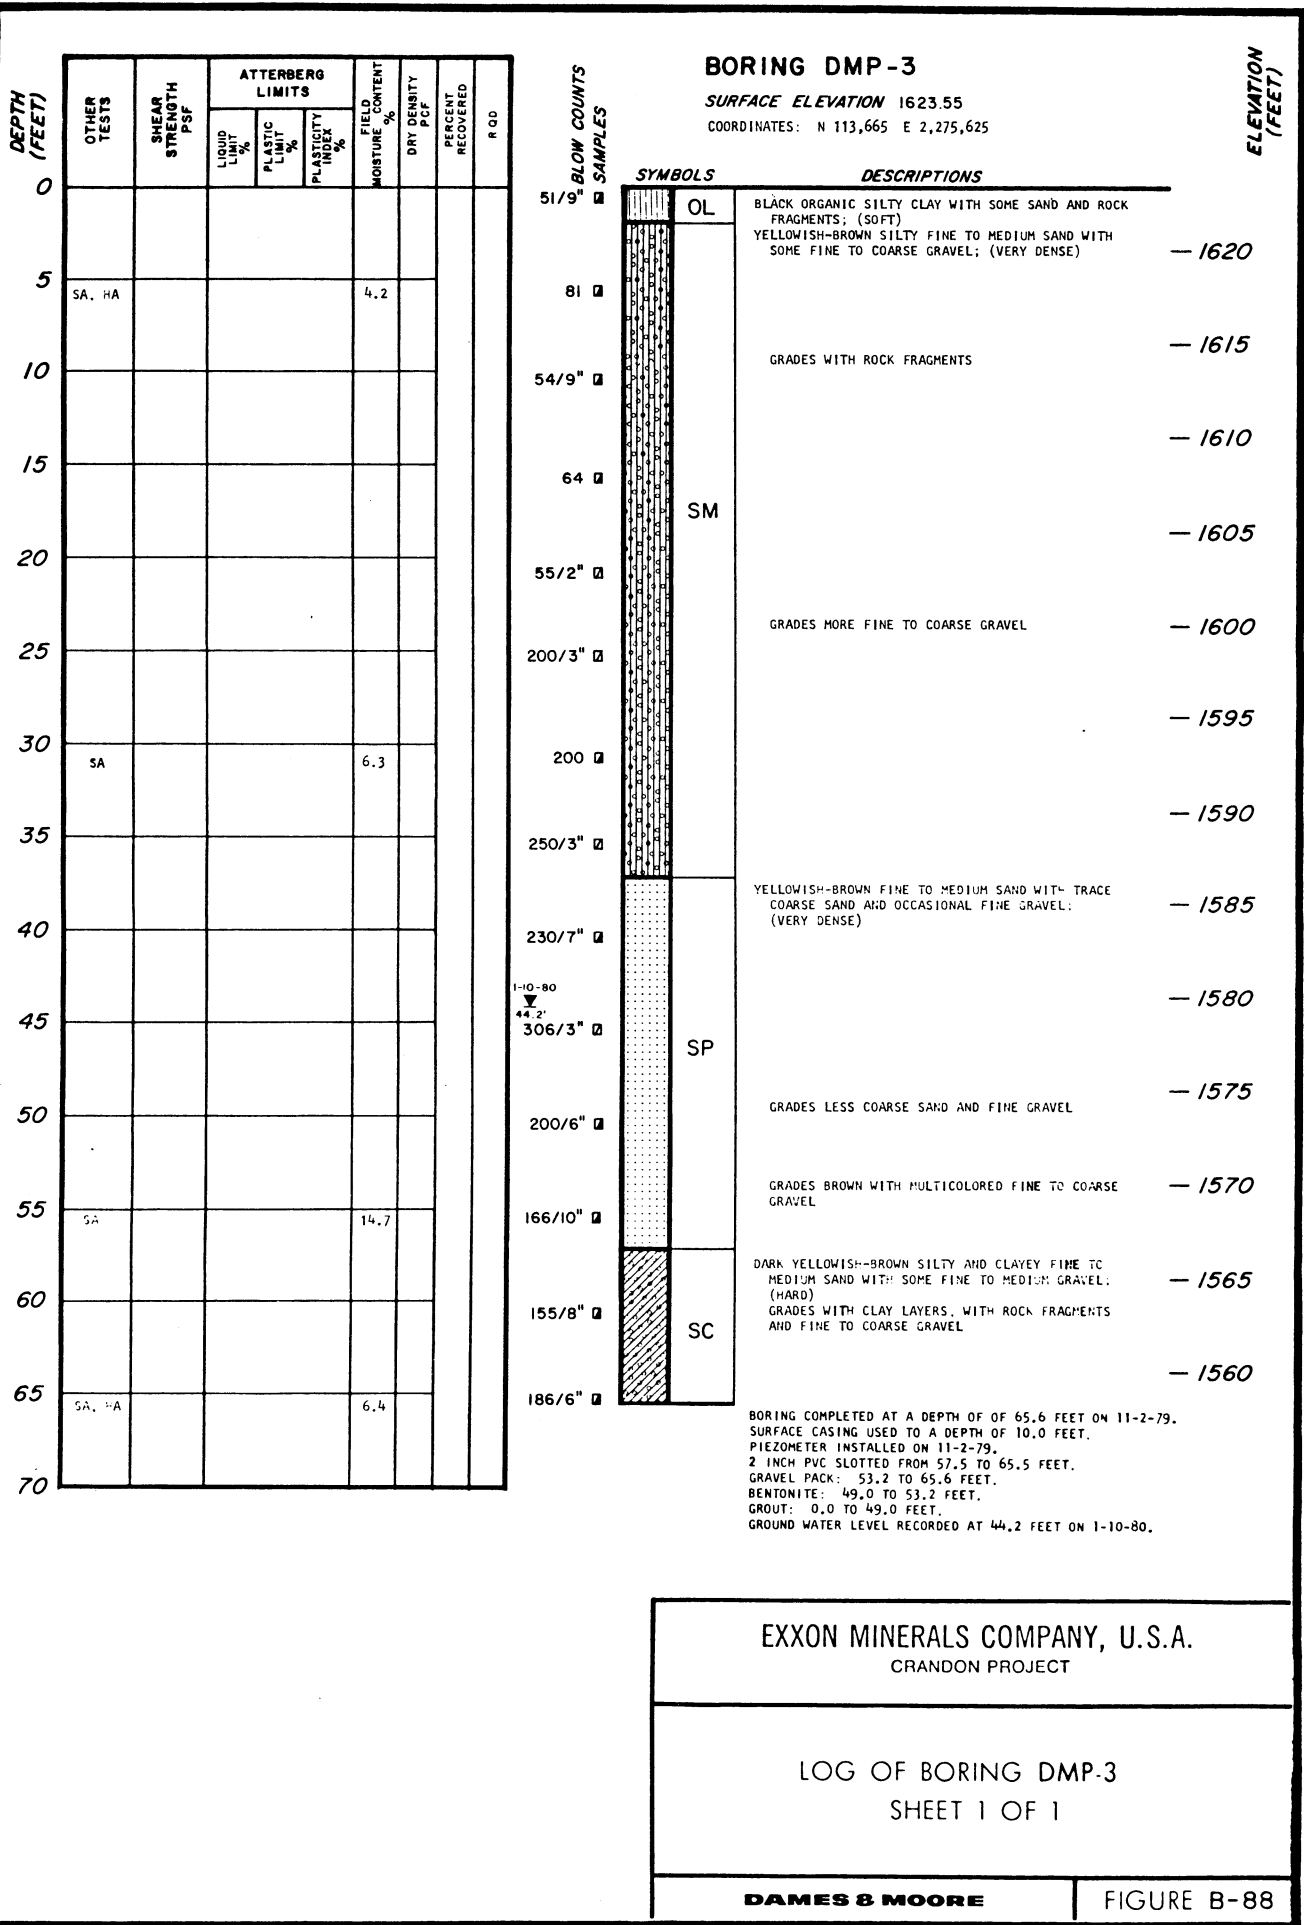 BORING DMP-3
SURFACE ELEVATION 1623.55
COORDINATES: N 113,665 E 2,275,625
DEPTH (FEET)
OTHER TESTS
SHEAR STRENGTH PSF
ATTERBERG LIMITS
LIQUID LIMIT %
PLASTIC LIMIT %
PLASTICITY INDEX %
FIELD MOISTURE CONTENT %
DRY DENSITY PCF
PERCENT RECOVERED
RQD
BLOW COUNTS
SAMPLES
SYMBOLS
DESCRIPTIONS
ELEVATION (FEET)
0
51/9"
OL
BLACK ORGANIC SILTY CLAY WITH SOME SAND AND ROCK
FRAGMENTS; (SOFT)
YELLOWISH-BROWN SILTY FINE TO MEDIUM SAND WITH
SOME FINE TO COARSE GRAVEL; (VERY DENSE)
— 1620
5
SA, HA
4.2
81
— 1615
GRADES WITH ROCK FRAGMENTS
10
54/9"
— 1610
15
64
SM
— 1605
20
55/2"
GRADES MORE FINE TO COARSE GRAVEL
— 1600
25
200/3"
— 1595
30
SA
6.3
200
— 1590
35
250/3"
YELLOWISH-BROWN FINE TO MEDIUM SAND WITH TRACE
COARSE SAND AND OCCASIONAL FINE GRAVEL;
(VERY DENSE)
— 1585
40
230/7"
1-10-80
44.2'
— 1580
45
306/3"
SP
— 1575
GRADES LESS COARSE SAND AND FINE GRAVEL
50
200/6"
GRADES BROWN WITH MULTICOLORED FINE TO COARSE
GRAVEL
— 1570
55
SA
14.7
166/10"
DARK YELLOWISH-BROWN SILTY AND CLAYEY FINE TO
MEDIUM SAND WITH SOME FINE TO MEDIUM GRAVEL;
(HARD)
— 1565
60
155/8"
GRADES WITH CLAY LAYERS, WITH ROCK FRAGMENTS
AND FINE TO COARSE GRAVEL
SC
— 1560
65
SA, HA
6.4
186/6"
70
BORING COMPLETED AT A DEPTH OF OF 65.6 FEET ON 11-2-79.
SURFACE CASING USED TO A DEPTH OF 10.0 FEET.
PIEZOMETER INSTALLED ON 11-2-79.
2 INCH PVC SLOTTED FROM 57.5 TO 65.5 FEET.
GRAVEL PACK: 53.2 TO 65.6 FEET.
BENTONITE: 49.0 TO 53.2 FEET.
GROUT: 0.0 TO 49.0 FEET.
GROUND WATER LEVEL RECORDED AT 44.2 FEET ON 1-10-80.
EXXON MINERALS COMPANY, U.S.A.
CRANDON PROJECT
LOG OF BORING DMP-3
SHEET 1 OF 1
DAMES & MOORE
FIGURE B-88